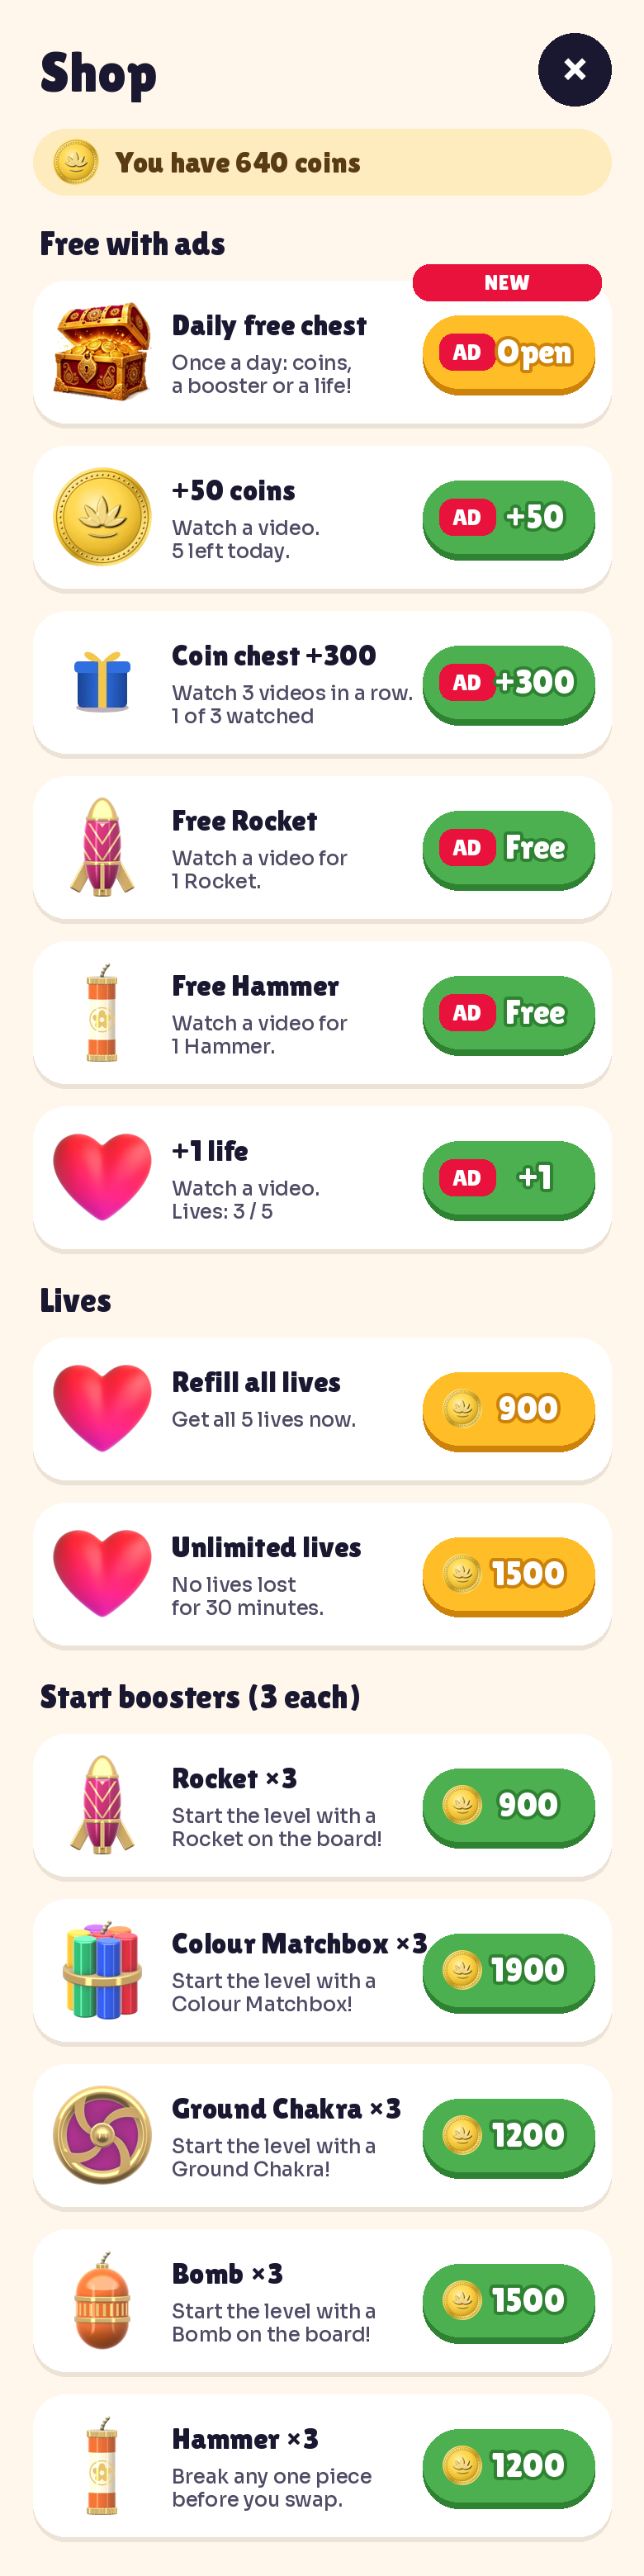 Shop
×
You have 640 coins
Free with ads
NEW
Daily free chest
Once a day: coins,
a booster or a life!
AD Open
+50 coins
Watch a video.
5 left today.
AD +50
Coin chest +300
Watch 3 videos in a row.
1 of 3 watched
AD +300
Free Rocket
Watch a video for
1 Rocket.
AD Free
Free Hammer
Watch a video for
1 Hammer.
AD Free
+1 life
Watch a video.
Lives: 3 / 5
AD +1
Lives
Refill all lives
Get all 5 lives now.
900
Unlimited lives
No lives lost
for 30 minutes.
1500
Start boosters (3 each)
Rocket ×3
Start the level with a
Rocket on the board!
900
Colour Matchbox ×3
Start the level with a
Colour Matchbox!
1900
Ground Chakra ×3
Start the level with a
Ground Chakra!
1200
Bomb ×3
Start the level with a
Bomb on the board!
1500
Hammer ×3
Break any one piece
before you swap.
1200